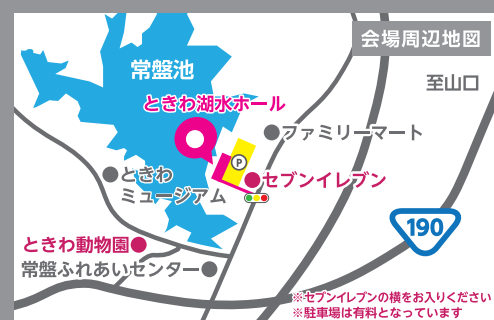 会場周辺地図
常盤池
至山口
ときわ湖水ホール
ファミリーマート
P
ときわ
ミュージアム
セブンイレブン
190
ときわ動物園
常盤ふれあいセンター
※セブンイレブンの横をお入りください
※駐車場は有料となっています